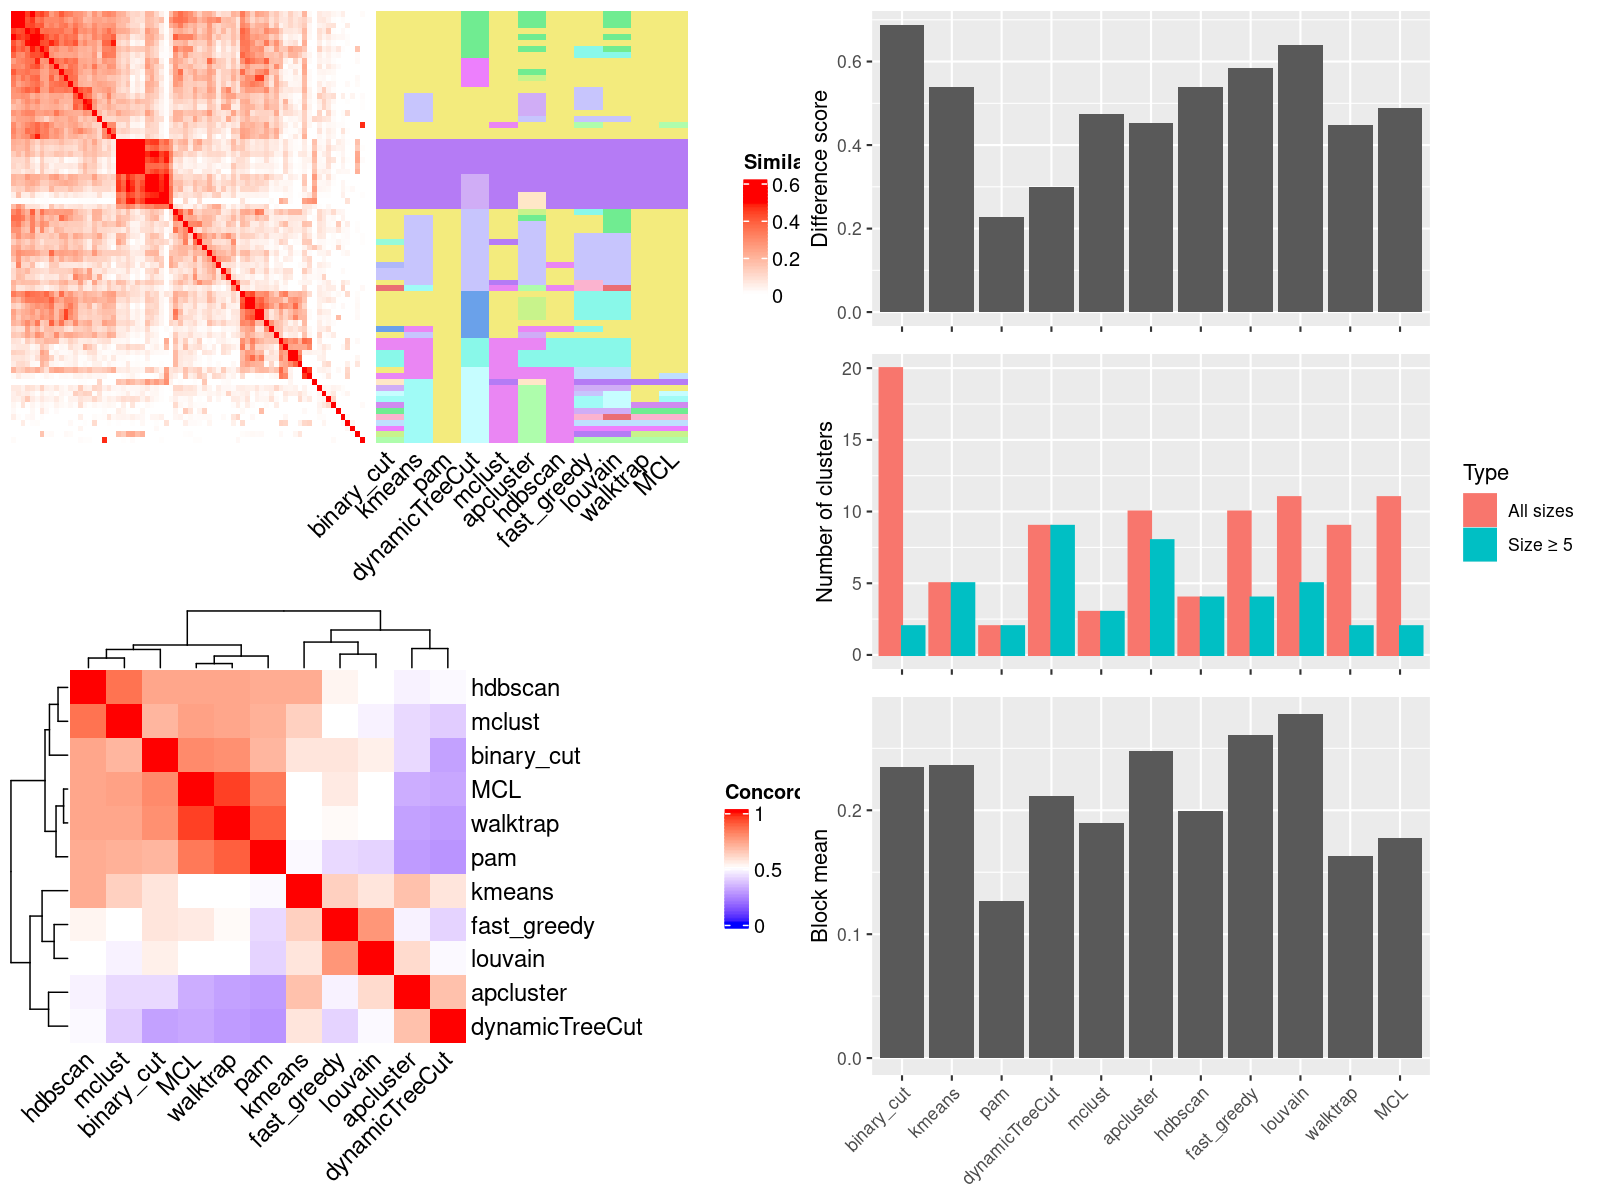 Simila
0.6
0.4
0.2
0
binary_cut
kmeans
pam
dynamicTreeCut
mclust
apcluster
hdbscan
fast_greedy
louvain
walktrap
MCL
hdbscan
mclust
binary_cut
MCL
walktrap
pam
kmeans
fast_greedy
louvain
apcluster
dynamicTreeCut
hdbscan
mclust
binary_cut
MCL
walktrap
pam
kmeans
fast_greedy
louvain
apcluster
dynamicTreeCut
Concord
1
0.5
0
Difference score
0.6
0.4
0.2
0.0
Number of clusters
20
15
10
5
0
Type
All sizes
Size ≥ 5
Block mean
0.2
0.1
0.0
binary_cut
kmeans
pam
dynamicTreeCut
mclust
apcluster
hdbscan
fast_greedy
louvain
walktrap
MCL